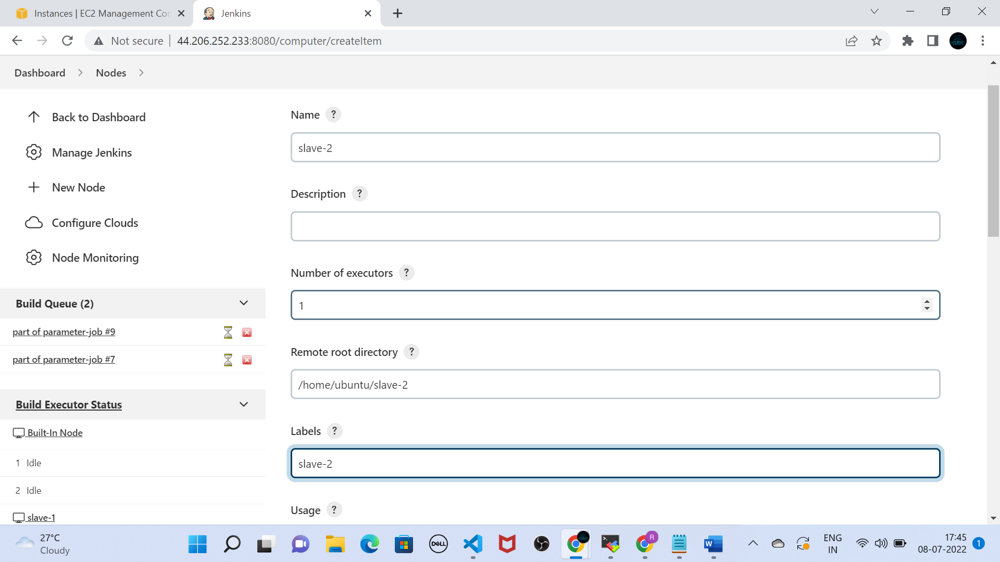 Instances | EC2 Management Con
Jenkins
Not secure
44.206.252.233:8080/computer/createItem
Dashboard
Nodes
Back to Dashboard
Manage Jenkins
New Node
Configure Clouds
Node Monitoring
Build Queue (2)
part of parameter-job #9
part of parameter-job #7
Build Executor Status
Built-In Node
1 Idle
2 Idle
slave-1
Name ?
slave-2
Description ?
Number of executors ?
1
Remote root directory ?
/home/ubuntu/slave-2
Labels ?
slave-2
Usage ?
27°C
Cloudy
DELL
R
W
ENG
IN
17:45
08-07-2022
1